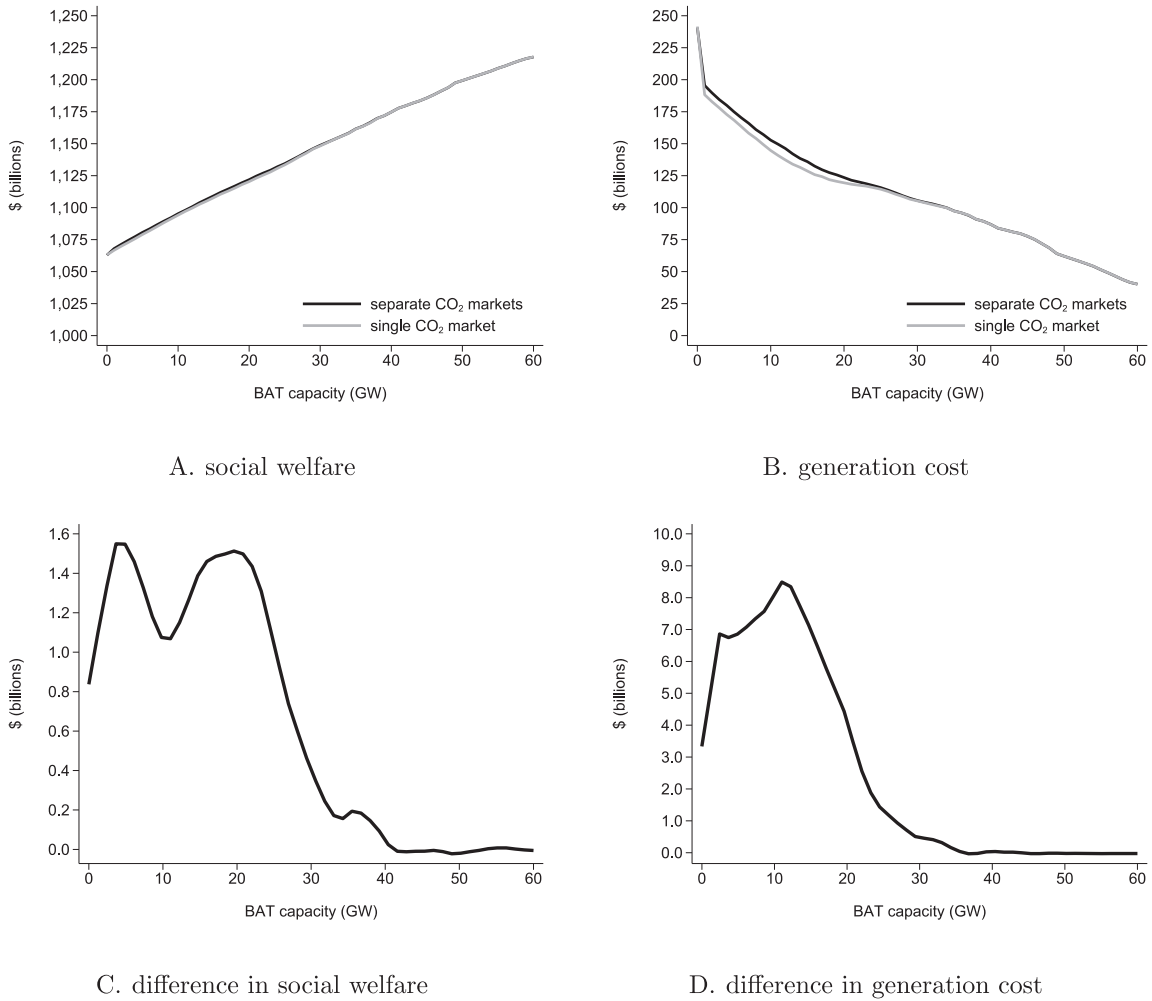 1,250
1,225
1,200
1,175
1,150
1,125
1,100
1,075
1,050
1,025
1,000
$ (billions)
separate CO₂ markets
single CO₂ market
0 10 20 30 40 50 60
BAT capacity (GW)
A. social welfare
250
225
200
175
150
125
100
75
50
25
0
$ (billions)
separate CO₂ markets
single CO₂ market
0 10 20 30 40 50 60
BAT capacity (GW)
B. generation cost
1.6
1.4
1.2
1.0
0.8
0.6
0.4
0.2
0.0
$ (billions)
0 10 20 30 40 50 60
BAT capacity (GW)
C. difference in social welfare
10.0
9.0
8.0
7.0
6.0
5.0
4.0
3.0
2.0
1.0
0.0
$ (billions)
0 10 20 30 40 50 60
BAT capacity (GW)
D. difference in generation cost